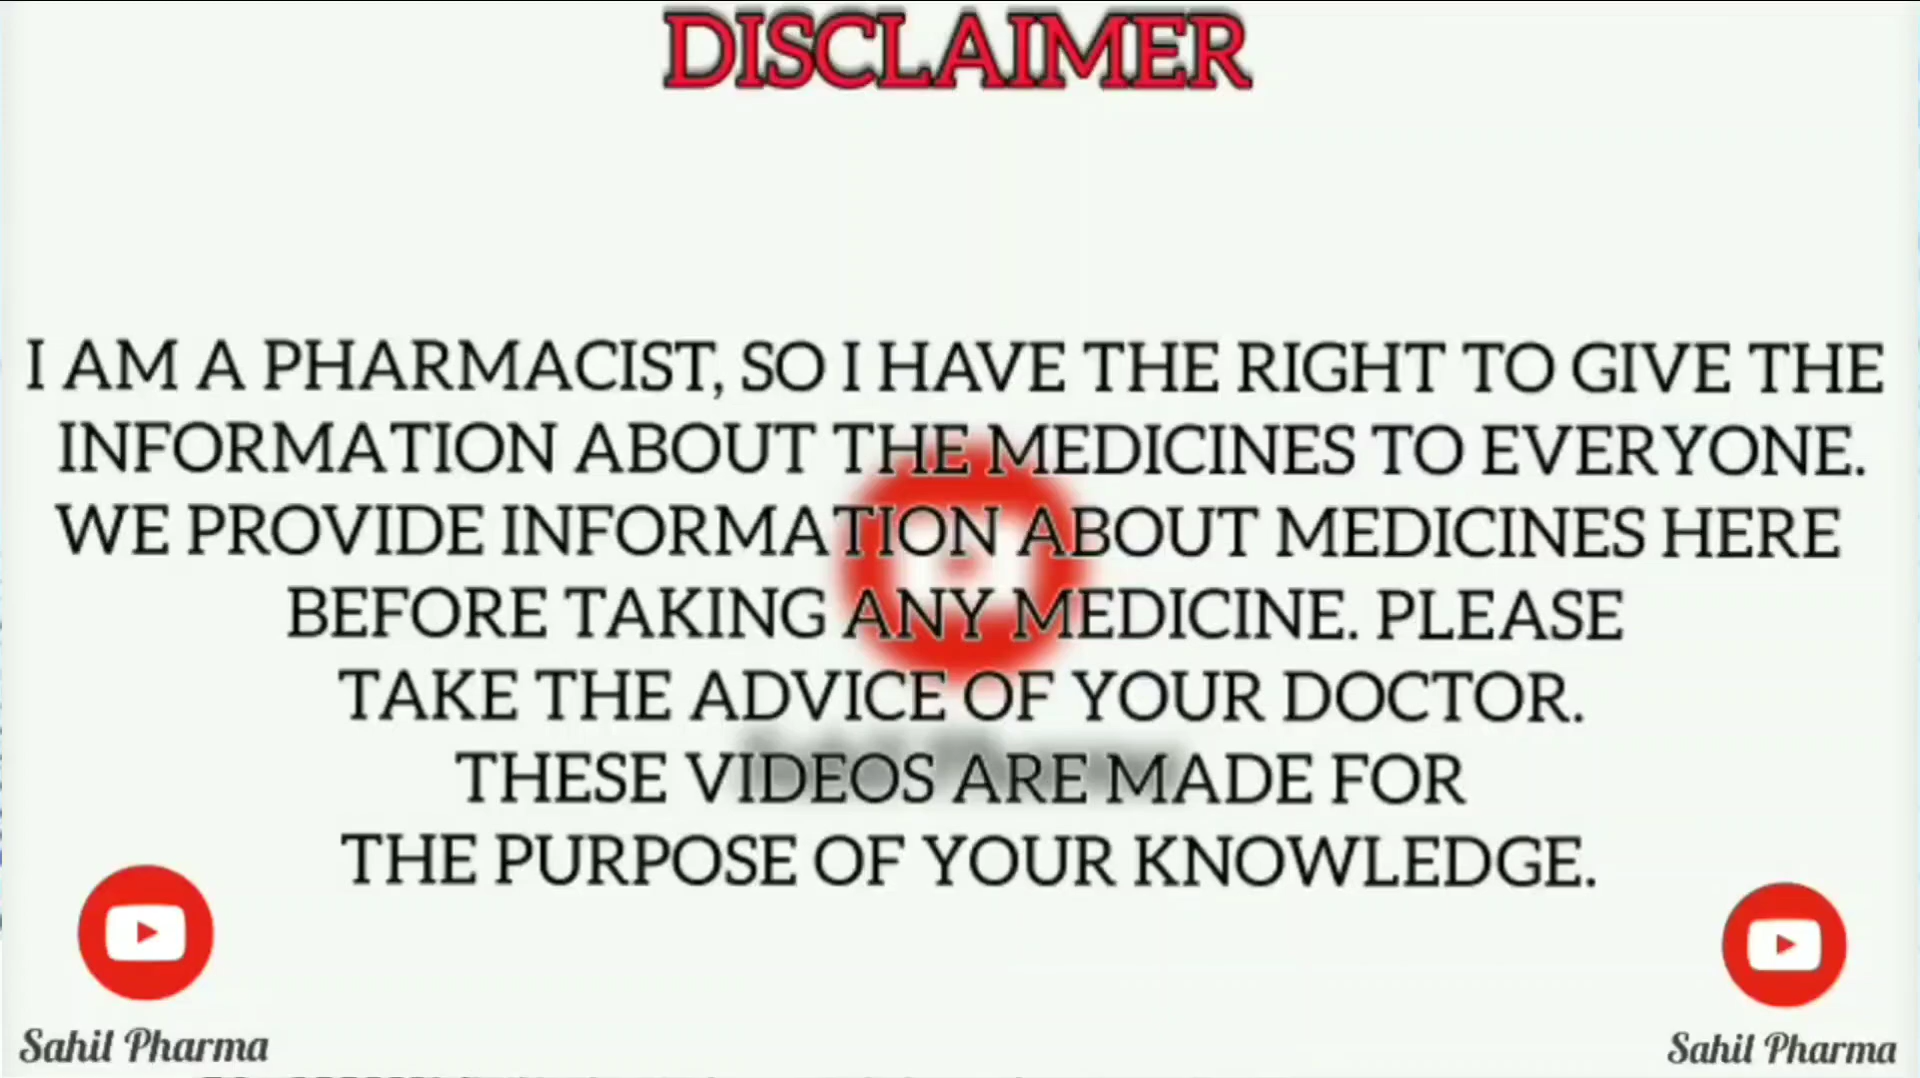 DISCLAIMER
I AM A PHARMACIST, SO I HAVE THE RIGHT TO GIVE THE
INFORMATION ABOUT THE MEDICINES TO EVERYONE.
WE PROVIDE INFORMATION ABOUT MEDICINES HERE
BEFORE TAKING ANY MEDICINE. PLEASE
TAKE THE ADVICE OF YOUR DOCTOR.
THESE VIDEOS ARE MADE FOR
THE PURPOSE OF YOUR KNOWLEDGE.
Sahil Pharma
Sahil Pharma